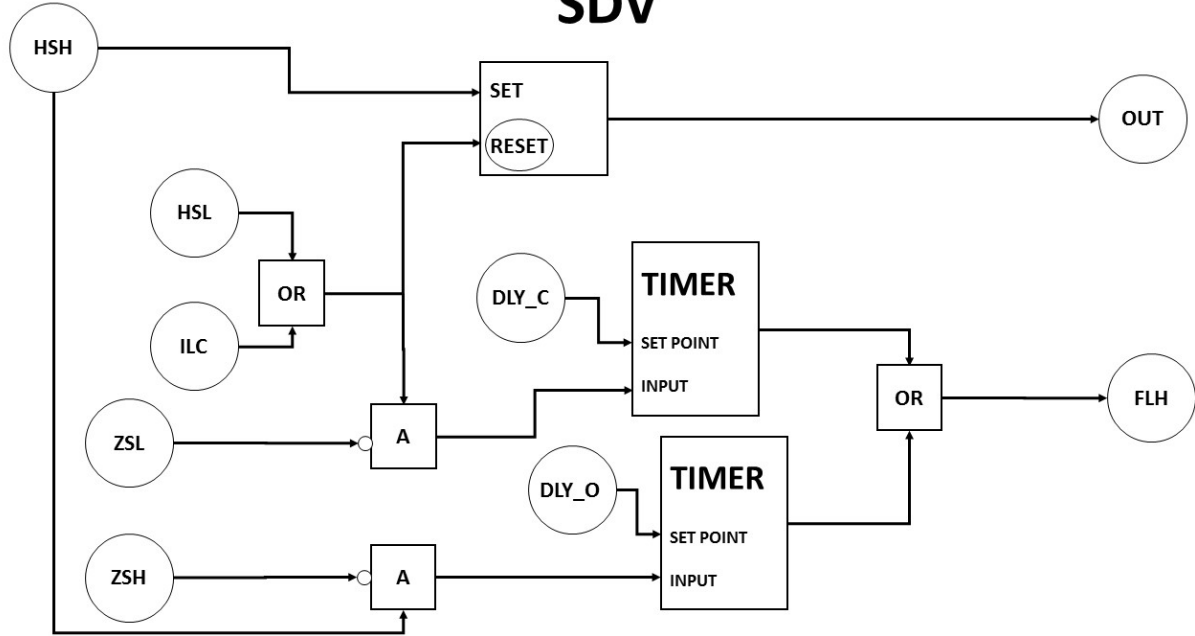 SDV
HSH
SET
RESET
OUT
HSL
OR
ILC
DLY_C
TIMER
SET POINT
INPUT
OR
FLH
ZSL
A
DLY_O
TIMER
SET POINT
INPUT
ZSH
A